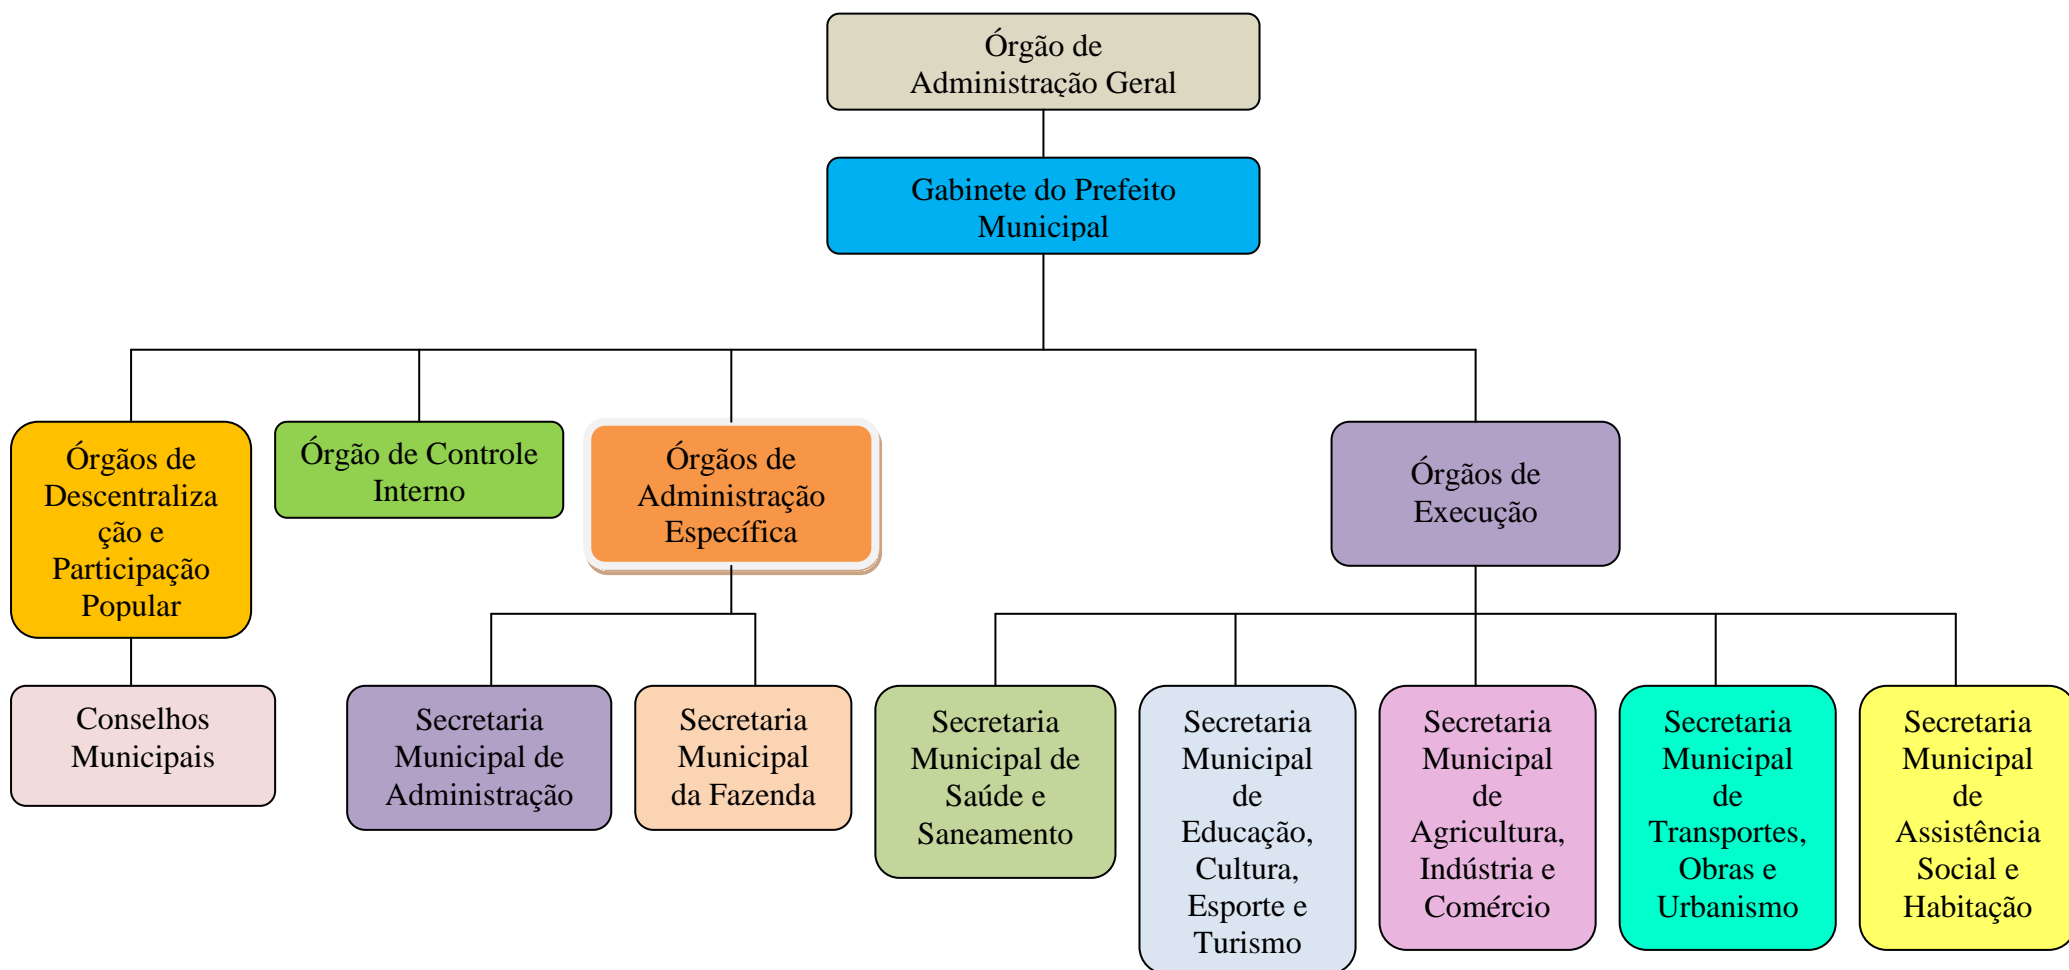 Órgão de
Administração Geral
Gabinete do Prefeito
Municipal
Órgãos de
Descentraliza
ção e
Participação
Popular
Órgão de Controle
Interno
Órgãos de
Administração
Específica
Órgãos de
Execução
Conselhos
Municipais
Secretaria
Municipal de
Administração
Secretaria
Municipal
da Fazenda
Secretaria
Municipal de
Saúde e
Saneamento
Secretaria
Municipal
de
Educação,
Cultura,
Esporte e
Turismo
Secretaria
Municipal
de
Agricultura,
Indústria e
Comércio
Secretaria
Municipal
de
Transportes,
Obras e
Urbanismo
Secretaria
Municipal
de
Assistência
Social e
Habitação